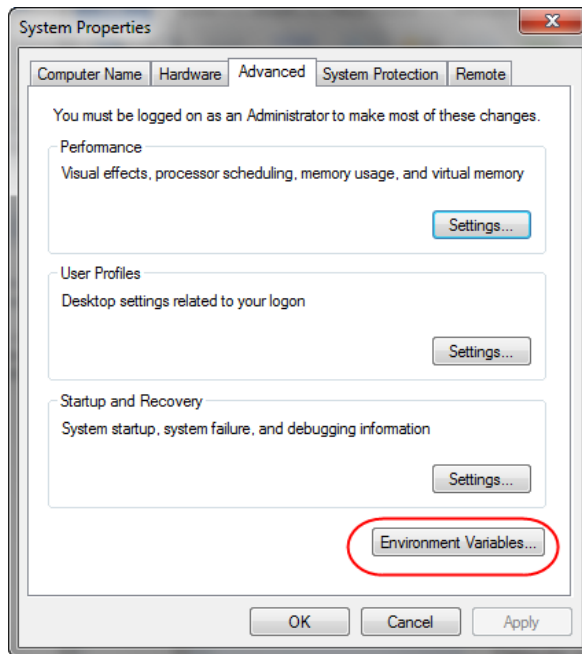 System Properties
Computer Name Hardware Advanced System Protection Remote
You must be logged on as an Administrator to make most of these changes.
Performance
Visual effects, processor scheduling, memory usage, and virtual memory
Settings...
User Profiles
Desktop settings related to your logon
Settings...
Startup and Recovery
System startup, system failure, and debugging information
Settings...
Environment Variables...
OK Cancel Apply